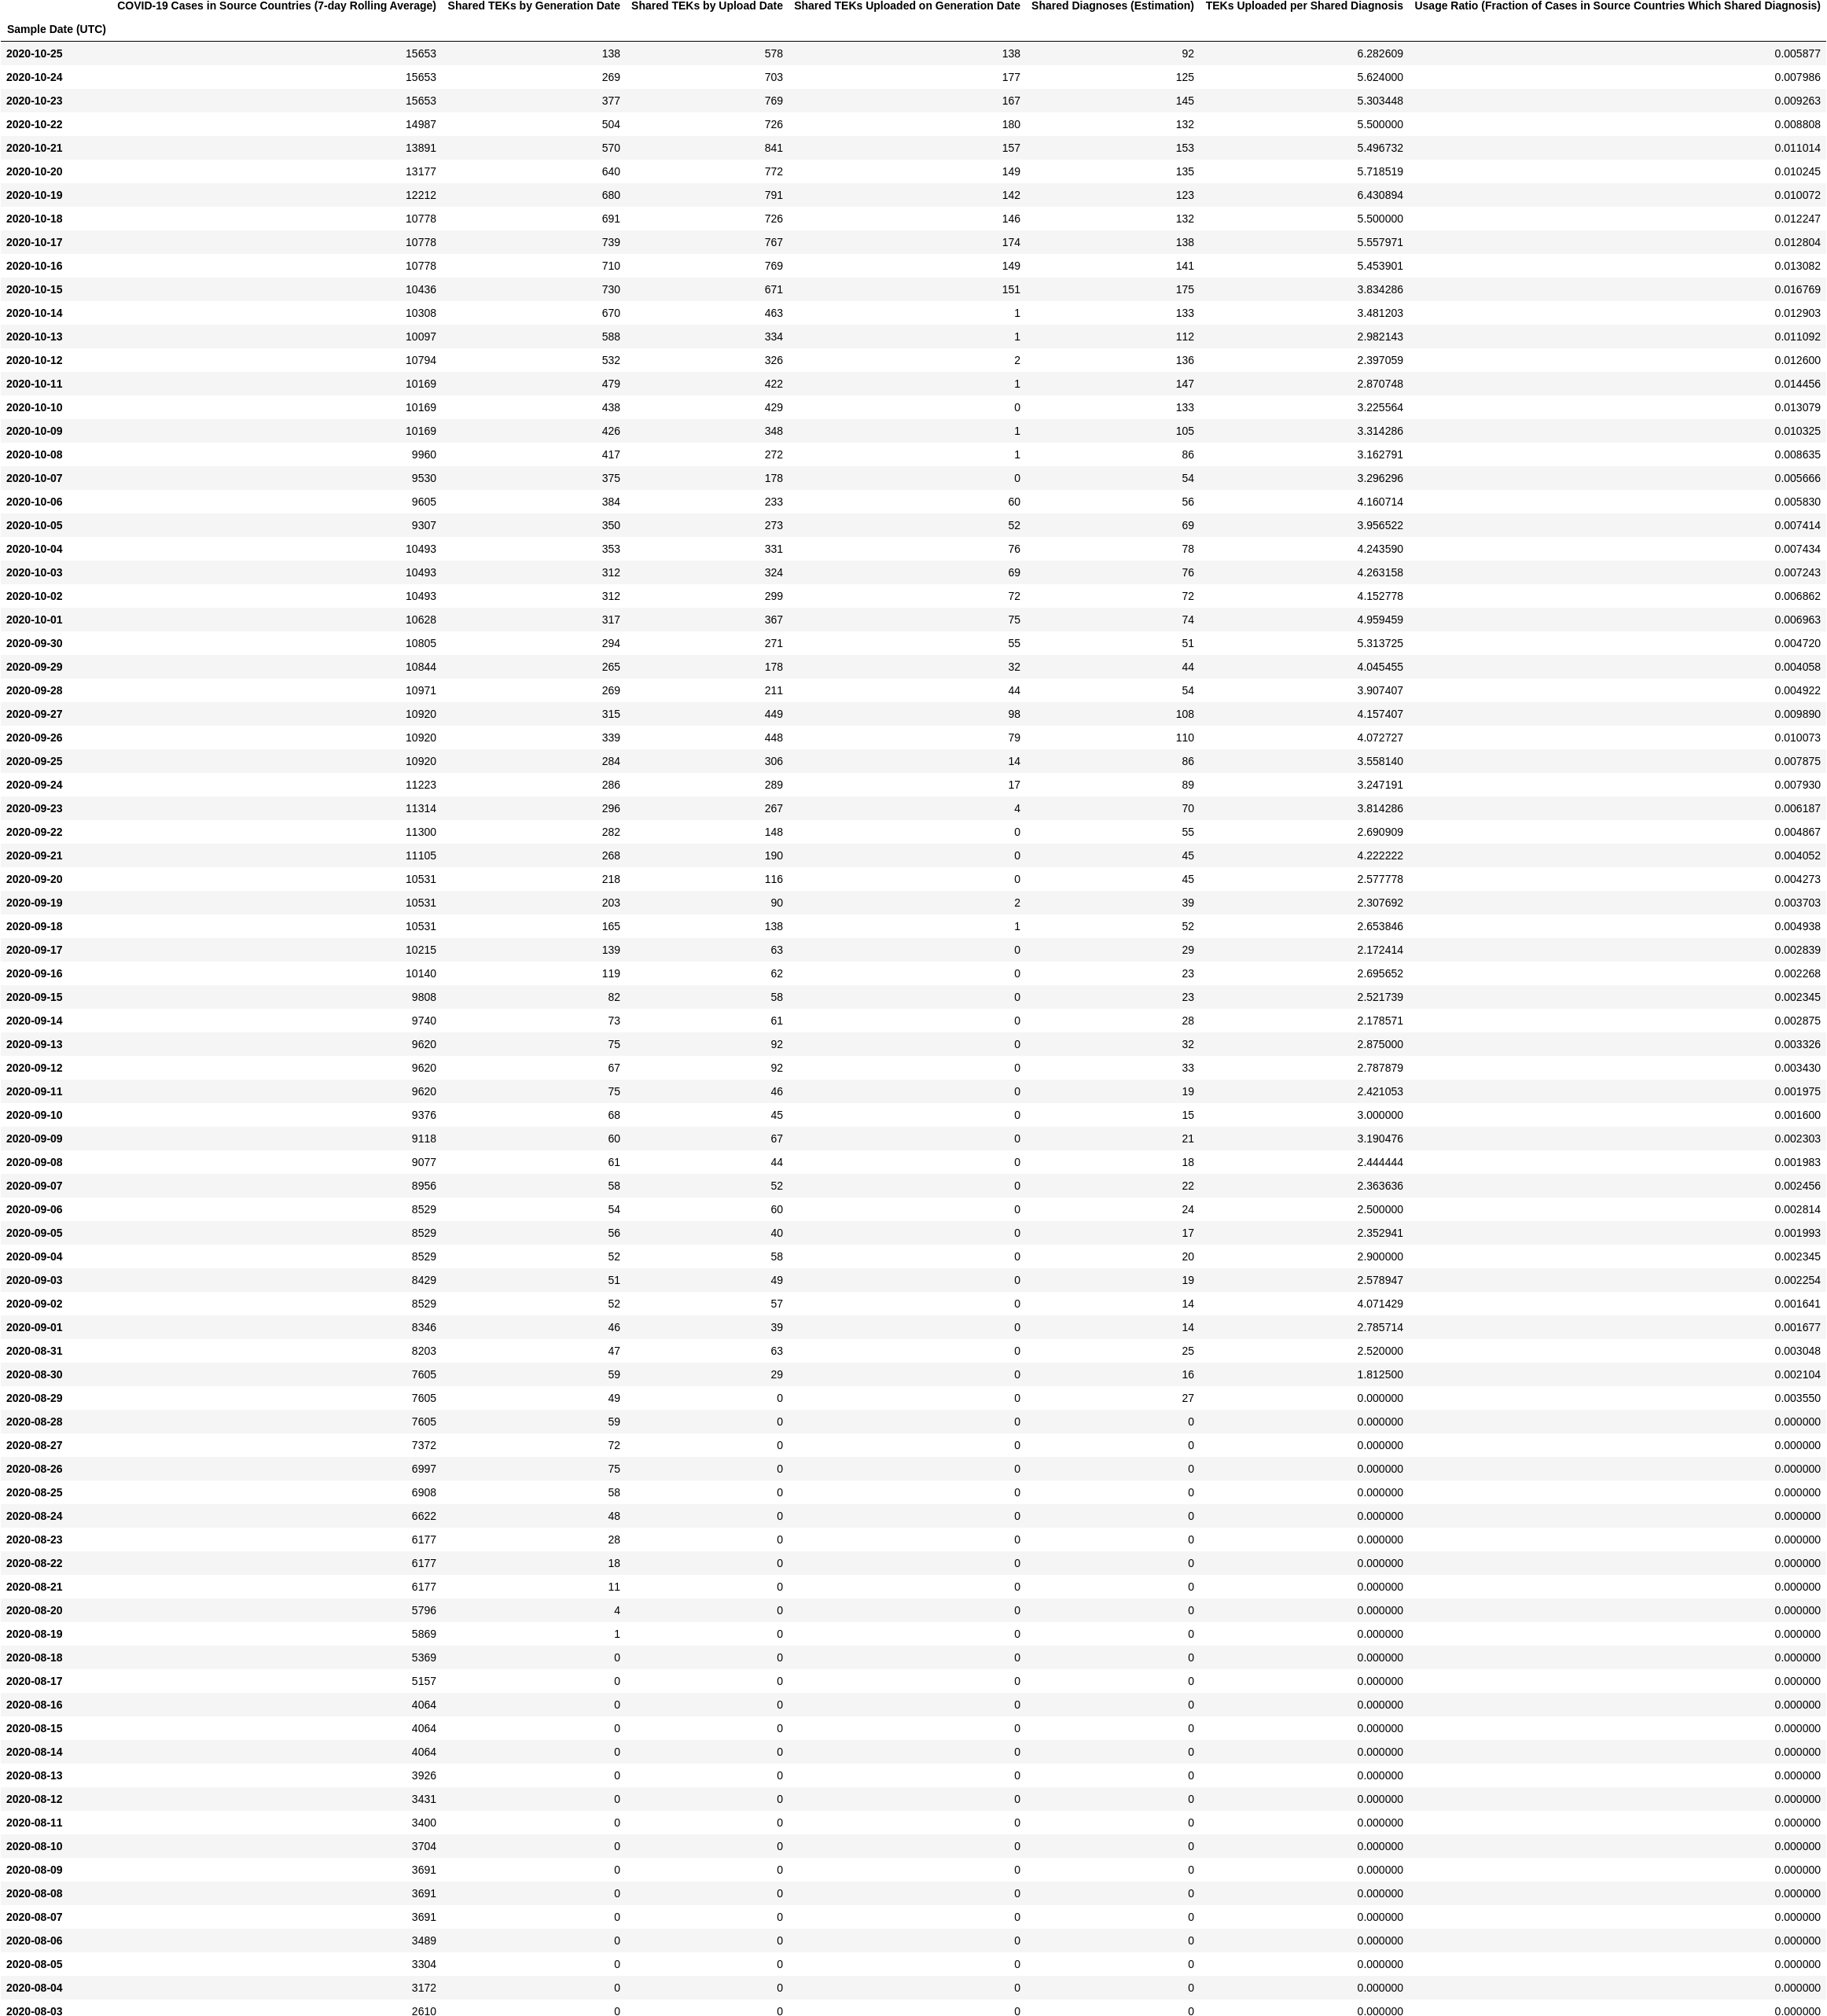 COVID-19 Cases in Source Countries (7-day Rolling Average) Shared TEKs by Generation Date Shared TEKs by Upload Date Shared TEKs Uploaded on Generation Date Shared Diagnoses (Estimation) TEKs Uploaded per Shared Diagnosis Usage Ratio (Fraction of Cases in Source Countries Which Shared Diagnosis)
Sample Date (UTC)
2020-10-25 15653 138 578 138 92 6.282609 0.005877
2020-10-24 15653 269 703 177 125 5.624000 0.007986
2020-10-23 15653 377 769 167 145 5.303448 0.009263
2020-10-22 14987 504 726 180 132 5.500000 0.008808
2020-10-21 13891 570 841 157 153 5.496732 0.011014
2020-10-20 13177 640 772 149 135 5.718519 0.010245
2020-10-19 12212 680 791 142 123 6.430894 0.010072
2020-10-18 10778 691 726 146 132 5.500000 0.012247
2020-10-17 10778 739 767 174 138 5.557971 0.012804
2020-10-16 10778 710 769 149 141 5.453901 0.013082
2020-10-15 10436 730 671 151 175 3.834286 0.016769
2020-10-14 10308 670 463 1 133 3.481203 0.012903
2020-10-13 10097 588 334 1 112 2.982143 0.011092
2020-10-12 10794 532 326 2 136 2.397059 0.012600
2020-10-11 10169 479 422 1 147 2.870748 0.014456
2020-10-10 10169 438 429 0 133 3.225564 0.013079
2020-10-09 10169 426 348 1 105 3.314286 0.010325
2020-10-08 9960 417 272 1 86 3.162791 0.008635
2020-10-07 9530 375 178 0 54 3.296296 0.005666
2020-10-06 9605 384 233 60 56 4.160714 0.005830
2020-10-05 9307 350 273 52 69 3.956522 0.007414
2020-10-04 10493 353 331 76 78 4.243590 0.007434
2020-10-03 10493 312 324 69 76 4.263158 0.007243
2020-10-02 10493 312 299 72 72 4.152778 0.006862
2020-10-01 10628 317 367 75 74 4.959459 0.006963
2020-09-30 10805 294 271 55 51 5.313725 0.004720
2020-09-29 10844 265 178 32 44 4.045455 0.004058
2020-09-28 10971 269 211 44 54 3.907407 0.004922
2020-09-27 10920 315 449 98 108 4.157407 0.009890
2020-09-26 10920 339 448 79 110 4.072727 0.010073
2020-09-25 10920 284 306 14 86 3.558140 0.007875
2020-09-24 11223 286 289 17 89 3.247191 0.007930
2020-09-23 11314 296 267 4 70 3.814286 0.006187
2020-09-22 11300 282 148 0 55 2.690909 0.004867
2020-09-21 11105 268 190 0 45 4.222222 0.004052
2020-09-20 10531 218 116 0 45 2.577778 0.004273
2020-09-19 10531 203 90 2 39 2.307692 0.003703
2020-09-18 10531 165 138 1 52 2.653846 0.004938
2020-09-17 10215 139 63 0 29 2.172414 0.002839
2020-09-16 10140 119 62 0 23 2.695652 0.002268
2020-09-15 9808 82 58 0 23 2.521739 0.002345
2020-09-14 9740 73 61 0 28 2.178571 0.002875
2020-09-13 9620 75 92 0 32 2.875000 0.003326
2020-09-12 9620 67 92 0 33 2.787879 0.003430
2020-09-11 9620 75 46 0 19 2.421053 0.001975
2020-09-10 9376 68 45 0 15 3.000000 0.001600
2020-09-09 9118 60 67 0 21 3.190476 0.002303
2020-09-08 9077 61 44 0 18 2.444444 0.001983
2020-09-07 8956 58 52 0 22 2.363636 0.002456
2020-09-06 8529 54 60 0 24 2.500000 0.002814
2020-09-05 8529 56 40 0 17 2.352941 0.001993
2020-09-04 8529 52 58 0 20 2.900000 0.002345
2020-09-03 8429 51 49 0 19 2.578947 0.002254
2020-09-02 8529 52 57 0 14 4.071429 0.001641
2020-09-01 8346 46 39 0 14 2.785714 0.001677
2020-08-31 8203 47 63 0 25 2.520000 0.003048
2020-08-30 7605 59 29 0 16 1.812500 0.002104
2020-08-29 7605 49 0 0 27 0.000000 0.003550
2020-08-28 7605 59 0 0 0 0.000000 0.000000
2020-08-27 7372 72 0 0 0 0.000000 0.000000
2020-08-26 6997 75 0 0 0 0.000000 0.000000
2020-08-25 6908 58 0 0 0 0.000000 0.000000
2020-08-24 6622 48 0 0 0 0.000000 0.000000
2020-08-23 6177 28 0 0 0 0.000000 0.000000
2020-08-22 6177 18 0 0 0 0.000000 0.000000
2020-08-21 6177 11 0 0 0 0.000000 0.000000
2020-08-20 5796 4 0 0 0 0.000000 0.000000
2020-08-19 5869 1 0 0 0 0.000000 0.000000
2020-08-18 5369 0 0 0 0 0.000000 0.000000
2020-08-17 5157 0 0 0 0 0.000000 0.000000
2020-08-16 4064 0 0 0 0 0.000000 0.000000
2020-08-15 4064 0 0 0 0 0.000000 0.000000
2020-08-14 4064 0 0 0 0 0.000000 0.000000
2020-08-13 3926 0 0 0 0 0.000000 0.000000
2020-08-12 3431 0 0 0 0 0.000000 0.000000
2020-08-11 3400 0 0 0 0 0.000000 0.000000
2020-08-10 3704 0 0 0 0 0.000000 0.000000
2020-08-09 3691 0 0 0 0 0.000000 0.000000
2020-08-08 3691 0 0 0 0 0.000000 0.000000
2020-08-07 3691 0 0 0 0 0.000000 0.000000
2020-08-06 3489 0 0 0 0 0.000000 0.000000
2020-08-05 3304 0 0 0 0 0.000000 0.000000
2020-08-04 3172 0 0 0 0 0.000000 0.000000
2020-08-03 2610 0 0 0 0 0.000000 0.000000